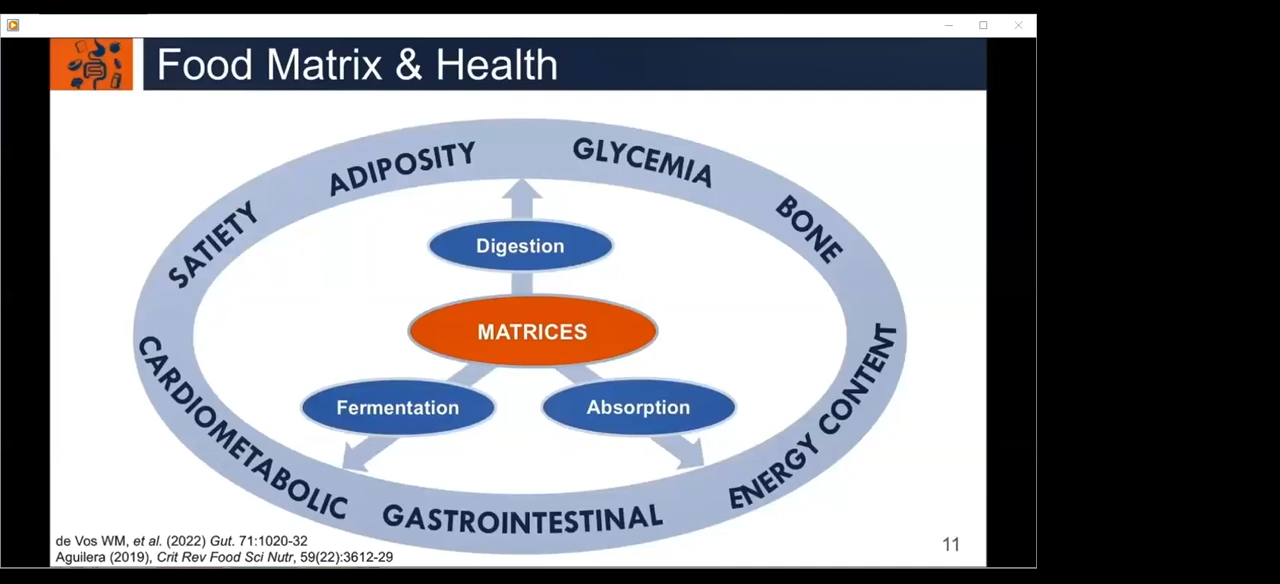 Food Matrix & Health
ADIPOSITY
GLYCEMIA
SATIETY
BONE
Digestion
MATRICES
Fermentation
Absorption
CARDIOMETABOLIC
GASTROINTESTINAL
ENERGY CONTENT
de Vos WM, et al. (2022) Gut. 71:1020-32
Aguilera (2019), Crit Rev Food Sci Nutr, 59(22):3612-29
11